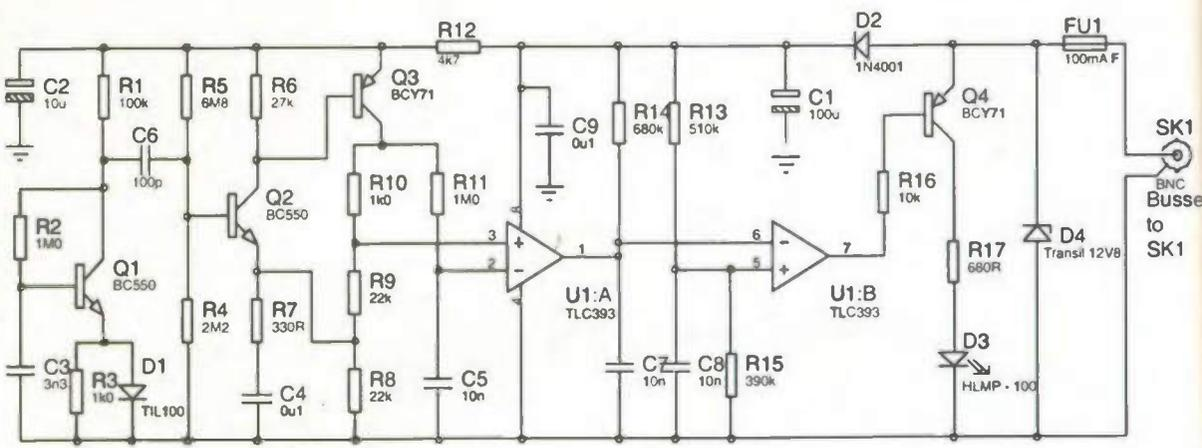 R12
4k7
D2
1N4001
FU1
100mA F
C2
10u
R1
100k
R5
6M8
R6
27k
Q3
BCY71
C6
100p
C9
0u1
R14
680k
R13
510k
C1
100u
Q4
BCY71
SK1
BNC
Busse
to
SK1
R2
1M0
Q1
BC550
Q2
BC550
R10
1k0
R11
1M0
8
3
+
2
−
1
4
U1:A
TLC393
6
−
5
+
7
U1:B
TLC393
R16
10k
R17
680R
D4
Transil 12V8
C3
3n3
R3
1k0
D1
TIL100
R4
2M2
R7
330R
C4
0u1
R9
22k
R8
22k
C5
10n
C7
10n
C8
10n
R15
390k
D3
HLMP - 100